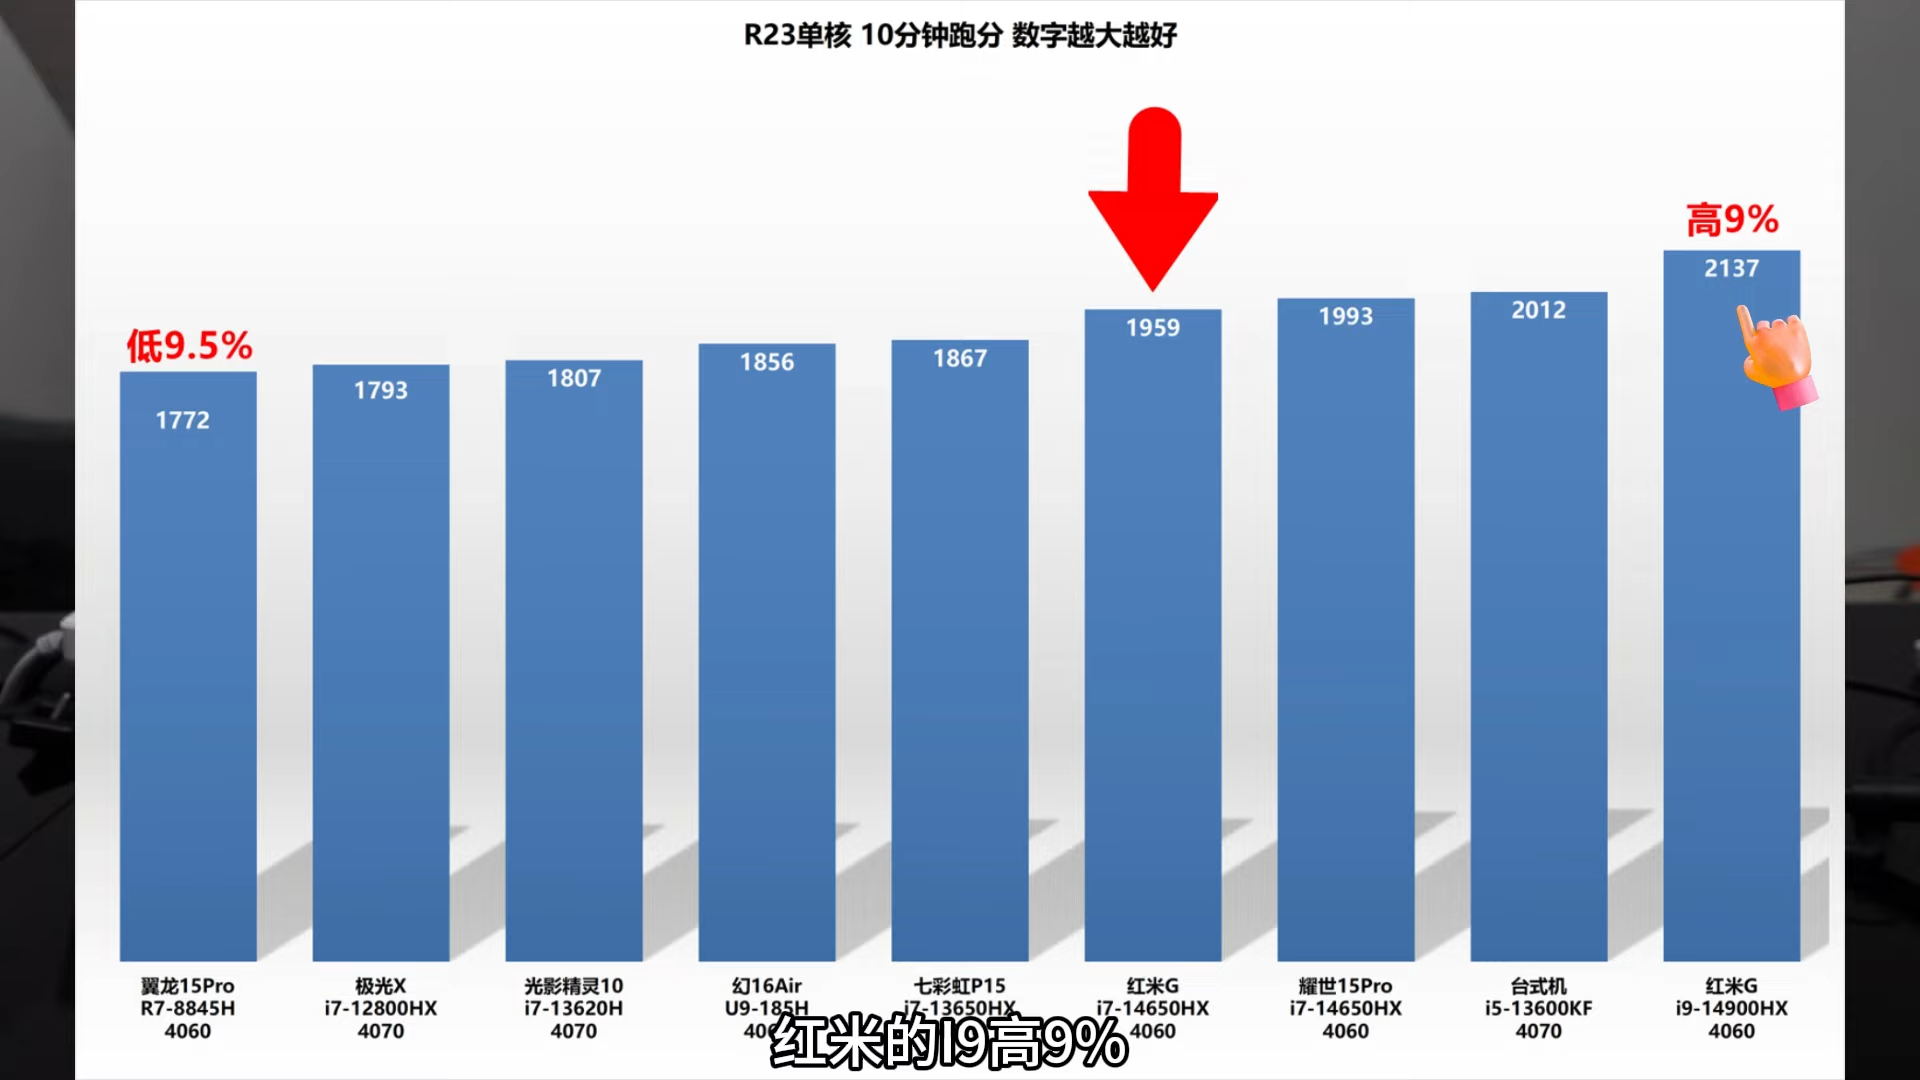 R23单核 10分钟跑分 数字越大越好
高9%
低9.5%
1772
1793
1807
1856
1867
1959
1993
2012
2137
翼龙15Pro
R7-8845H
4060
极光X
i7-12800HX
4070
光影精灵10
i7-13620H
4070
幻16Air
U9-185H
七彩虹P15
i7-13650HX
红米G
i7-14650HX
4060
耀世15Pro
i7-14650HX
4060
台式机
i5-13600KF
4070
红米G
i9-14900HX
4060
红米的I9高9%